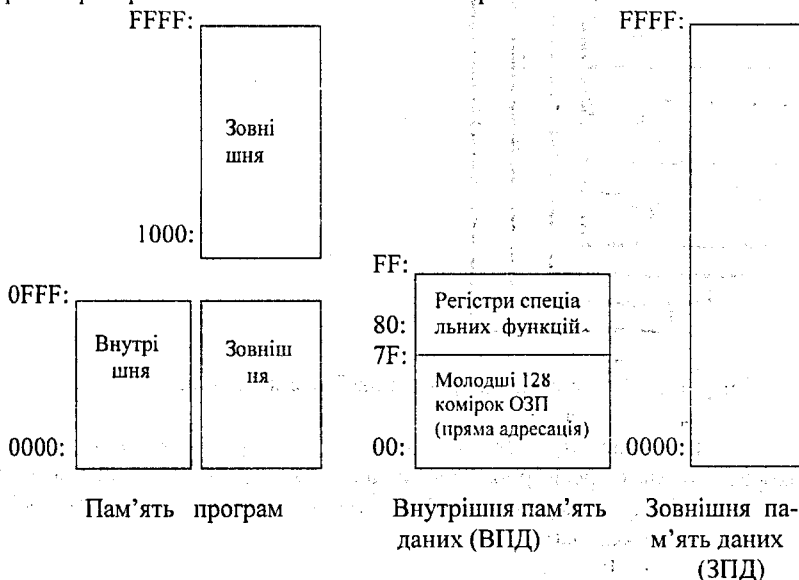 FFFF:
FFFF:
Зовні
шня
1000:
FF:
0FFF:
Регістри спеціа
льних функцій
80:
7F:
Внутрі
шня
Зовніш
ня
Молодші 128
комірок ОЗП
(пряма адресація)
0000:
00:
0000:
Пам’ять програм
Внутрішня пам’ять
даних (ВПД)
Зовнішня па-
м’ять даних
(ЗПД)